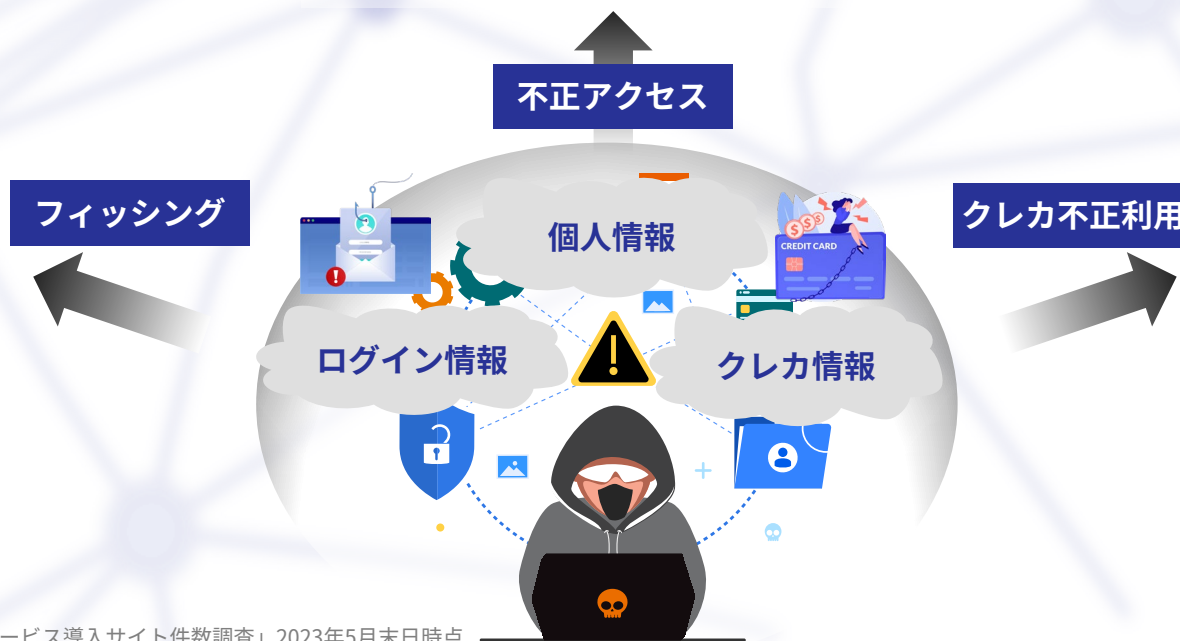 不正アクセス
フィッシング
クレカ不正利用
個人情報
CREDIT CARD
ログイン情報
クレカ情報
ービス導入サイト件数調査」2023年5月末日時点